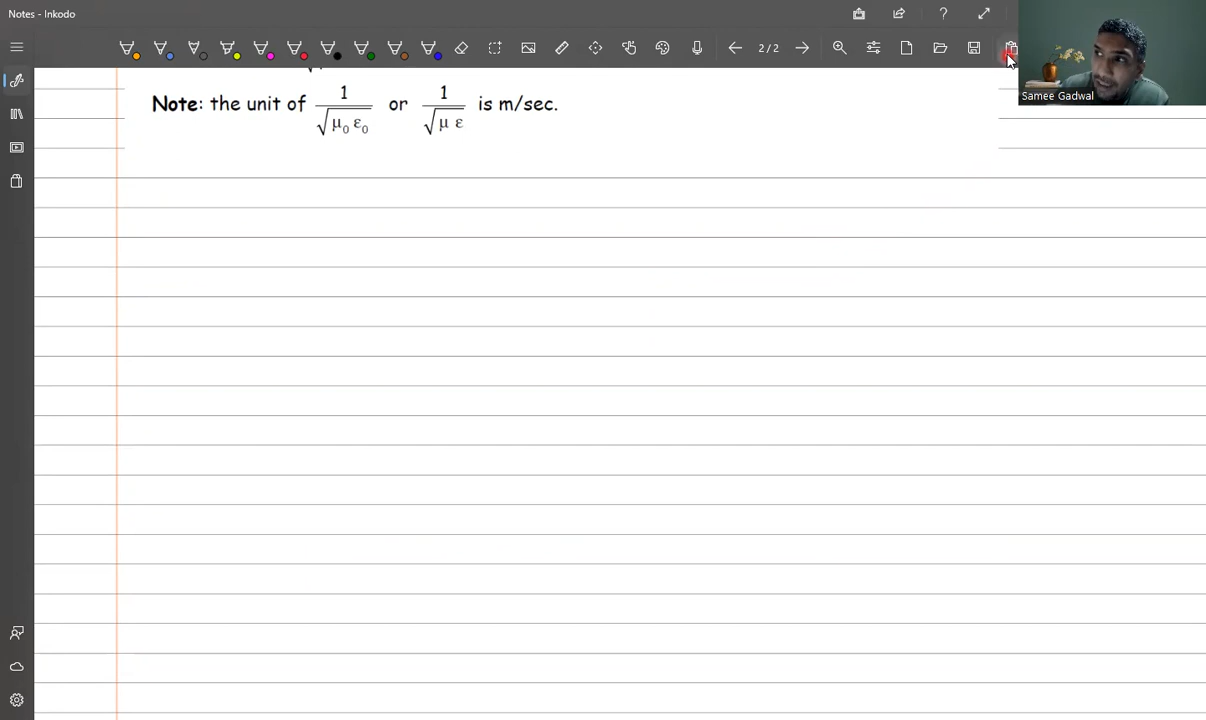 Notes - Inkodo
2 / 2
Samee Gadwal
Note: the unit of 1/√μ₀ ε₀ or 1/√μ ε is m/sec.